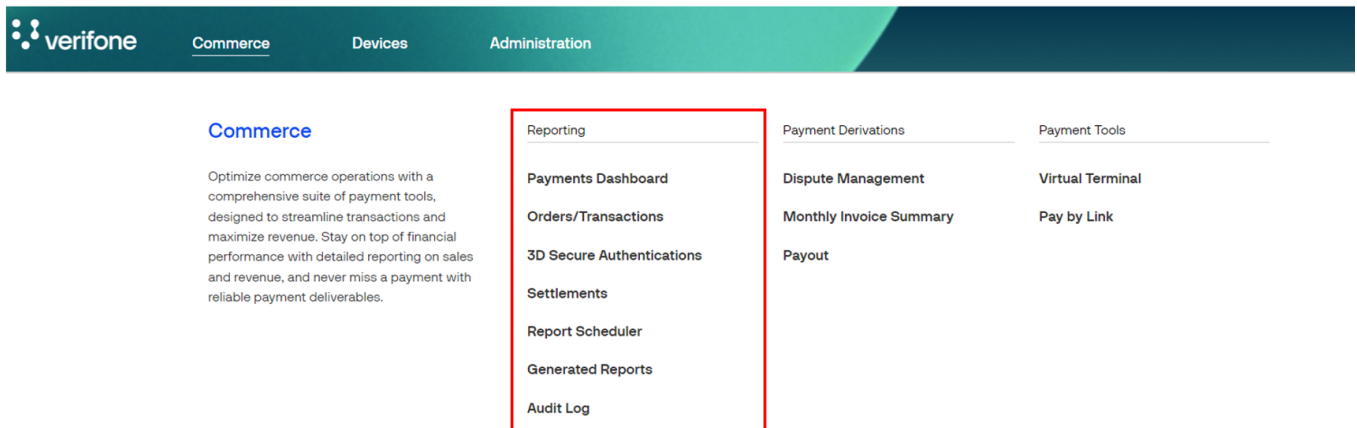 verifone
Commerce
Devices
Administration
Commerce
Optimize commerce operations with a
comprehensive suite of payment tools,
designed to streamline transactions and
maximize revenue. Stay on top of financial
performance with detailed reporting on sales
and revenue, and never miss a payment with
reliable payment deliverables.
Reporting
Payments Dashboard
Orders/Transactions
3D Secure Authentications
Settlements
Report Scheduler
Generated Reports
Audit Log
Payment Derivations
Dispute Management
Monthly Invoice Summary
Payout
Payment Tools
Virtual Terminal
Pay by Link